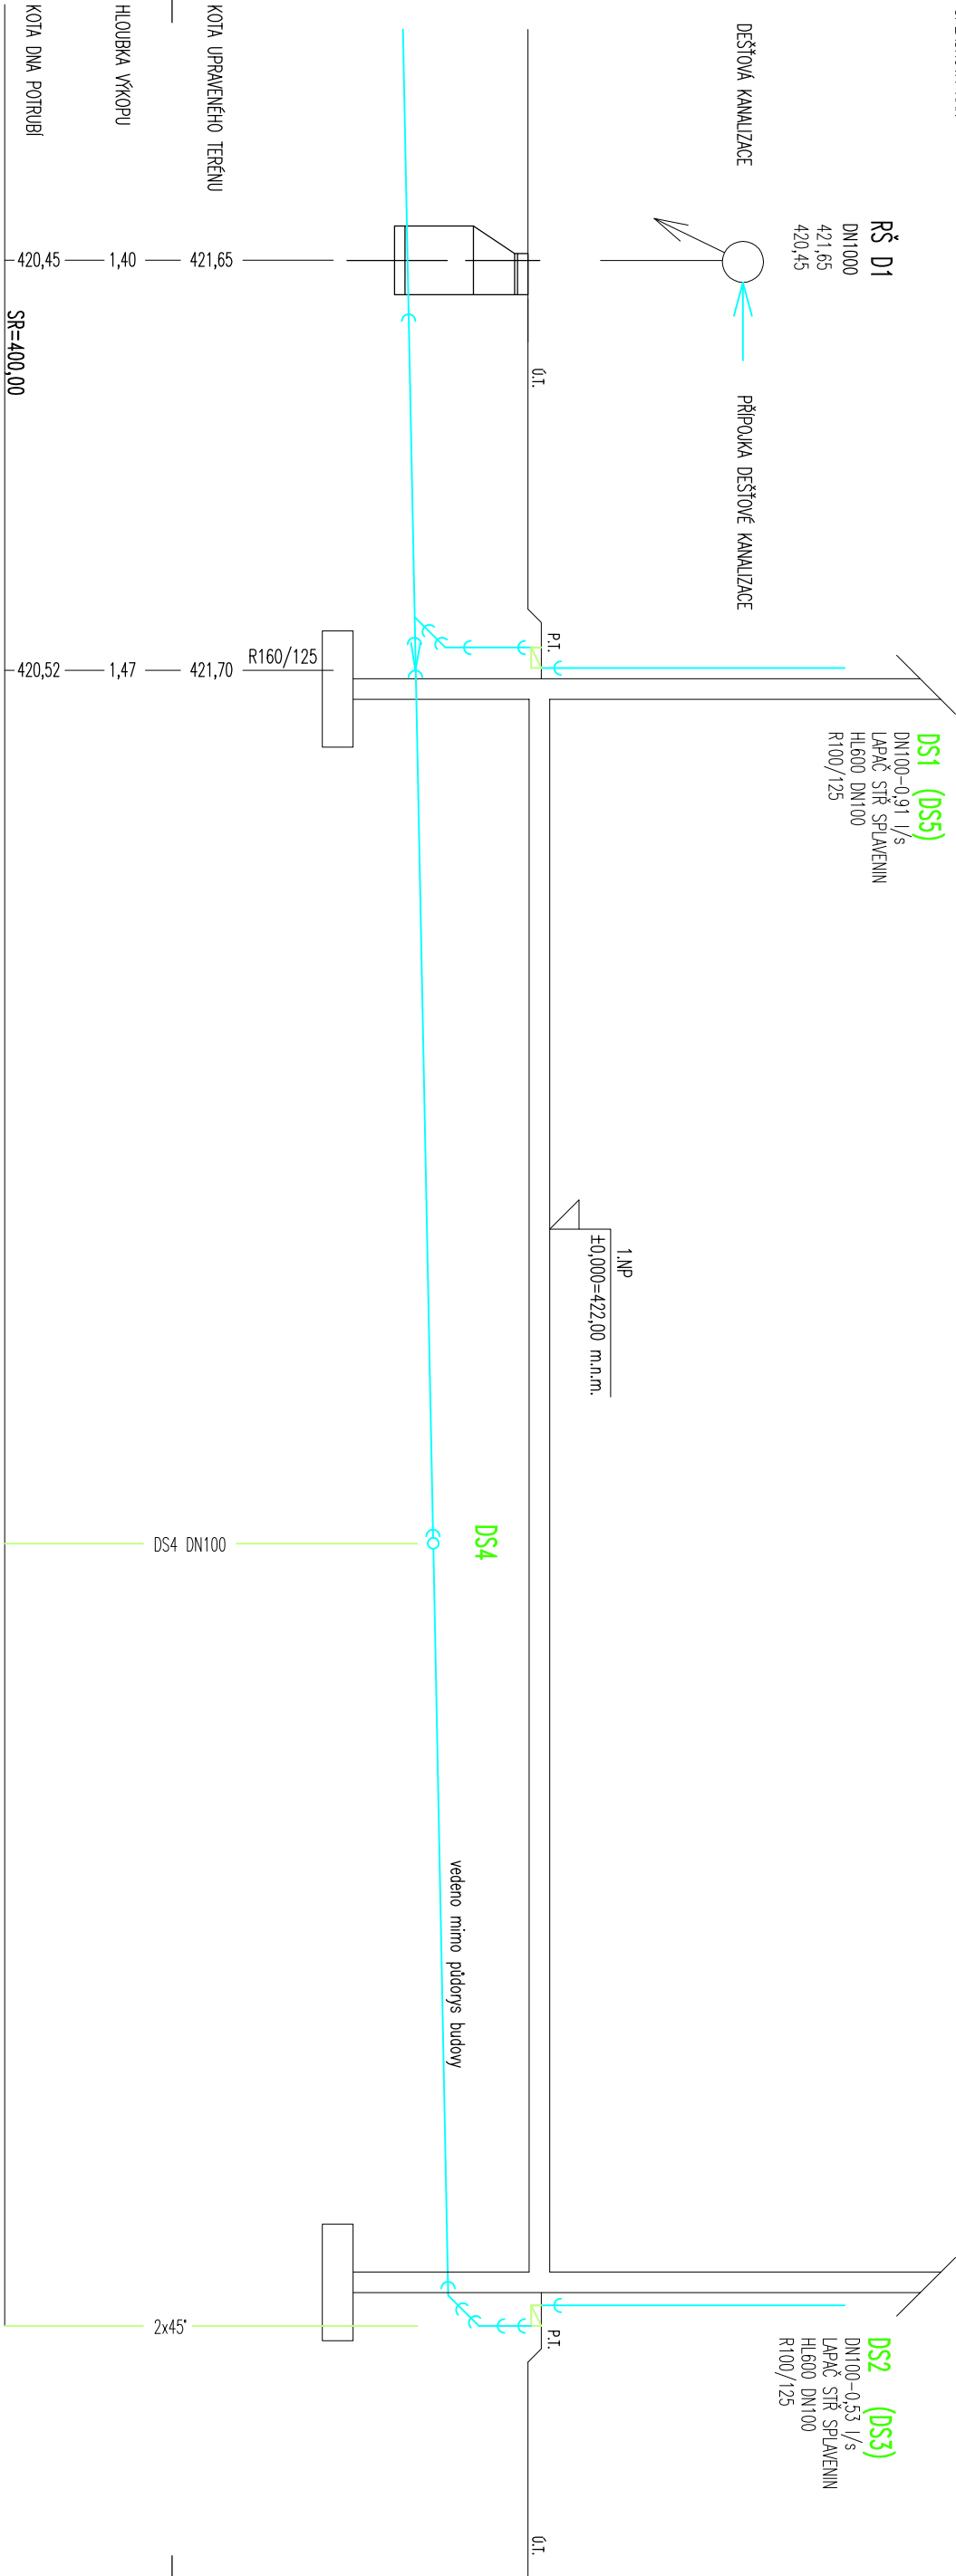 DEŠŤOVÁ KANALIZACE
RŠ D1
DN1000
421,65
420,45
PŘÍPOJKA DEŠŤOVÉ KANALIZACE
DS1 (DS5)
DN100-0,91 l/s
LAPAČ STŘ SPLAVENIN
HL600 DN100
R100/125
DS2 (DS3)
DN100-0,53 l/s
LAPAČ STŘ SPLAVENIN
HL600 DN100
R100/125
Ú.T.
P.T.
1.NP
±0,000=422,00 m.n.m.
P.T.
Ú.T.
DS4
vedeno mimo půdorys budovy
R160/125
KOTA UPRAVENÉHO TERÉNU
421,65
421,70
DS4 DN100
2x45°
HLOUBKA VÝKOPU
1,40
1,47
KOTA DNA POTRUBÍ
420,45
420,52
SR=400,00